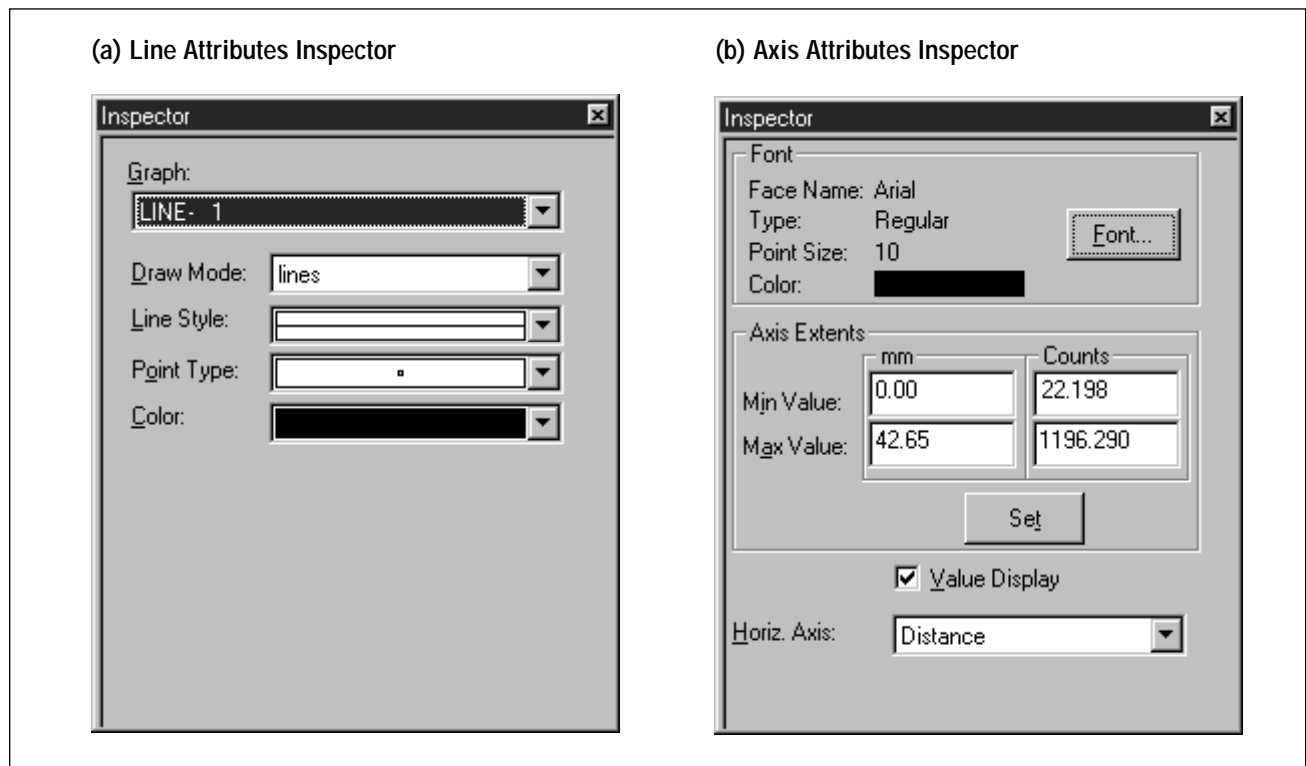 (a) Line Attributes Inspector
Inspector
Graph:
LINE- 1
Draw Mode: lines
Line Style:
Point Type:
Color:
(b) Axis Attributes Inspector
Inspector
Font
Face Name: Arial
Type: Regular
Point Size: 10
Color:
Font...
Axis Extents
mm Counts
Min Value: 0.00 22.198
Max Value: 42.65 1196.290
Set
Value Display
Horiz. Axis: Distance